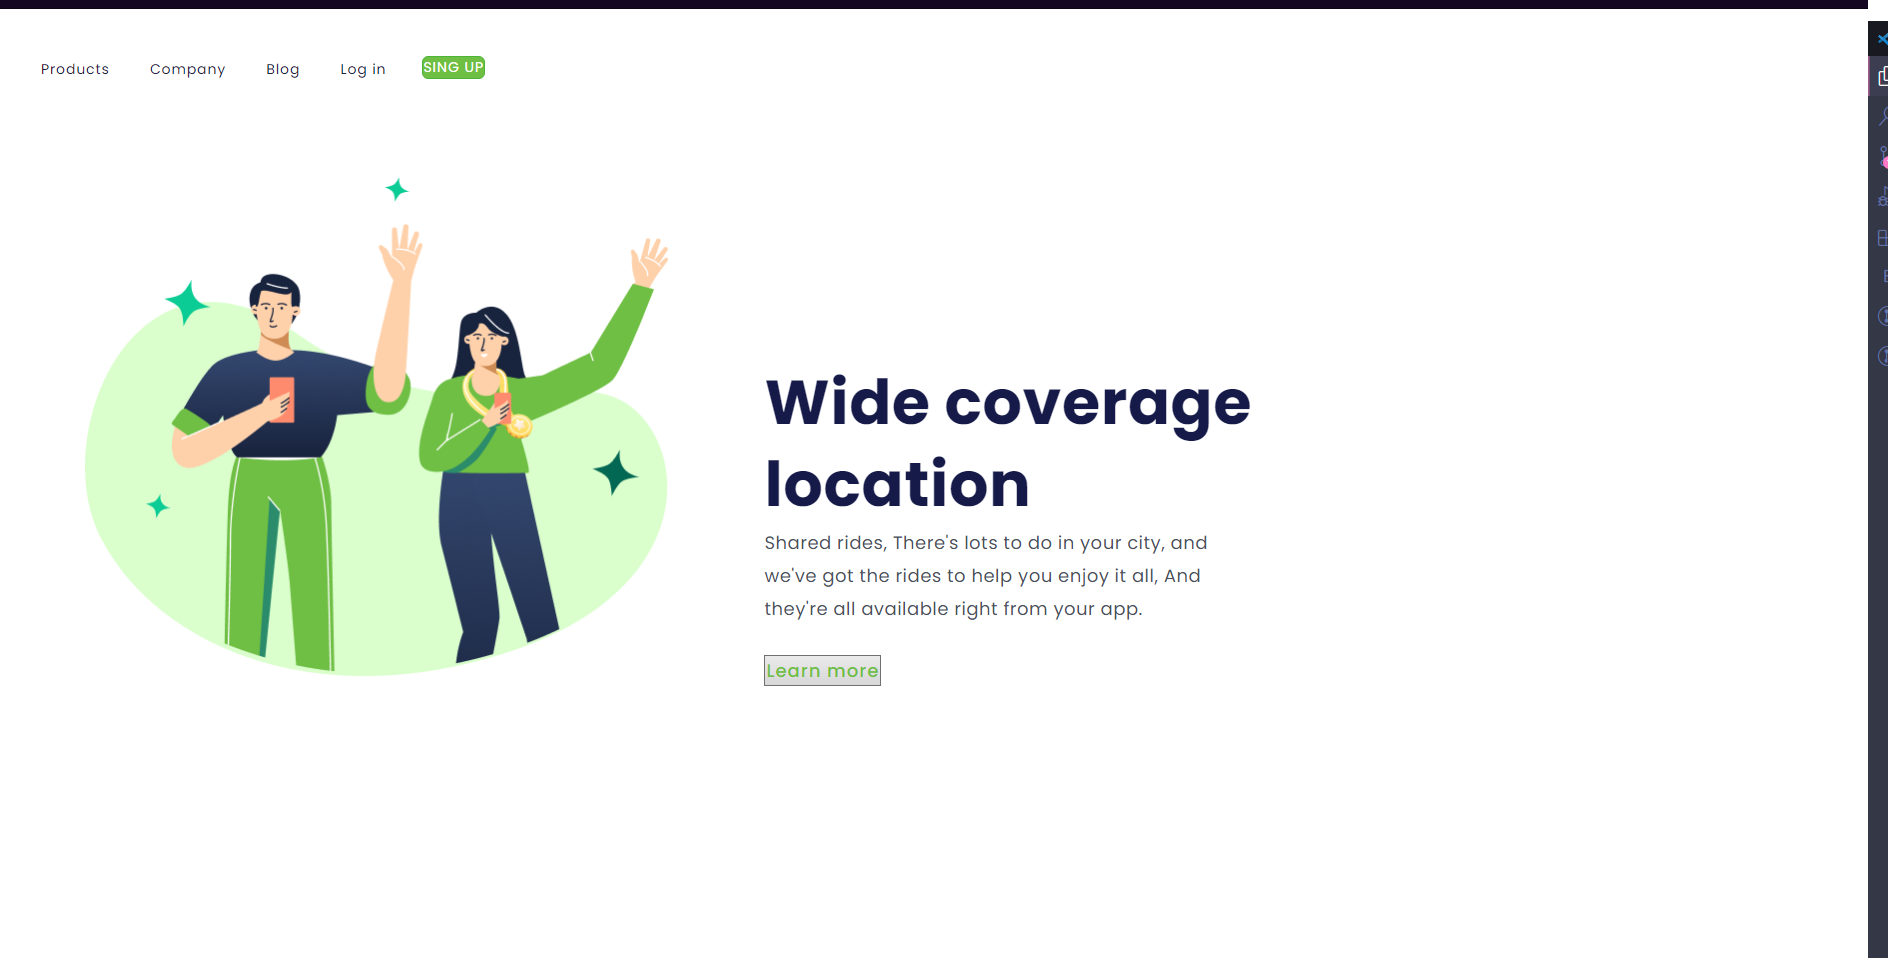 Products Company Blog Log in SING UP
Wide coverage
location
Shared rides, There's lots to do in your city, and
we've got the rides to help you enjoy it all, And
they're all available right from your app.
Learn more